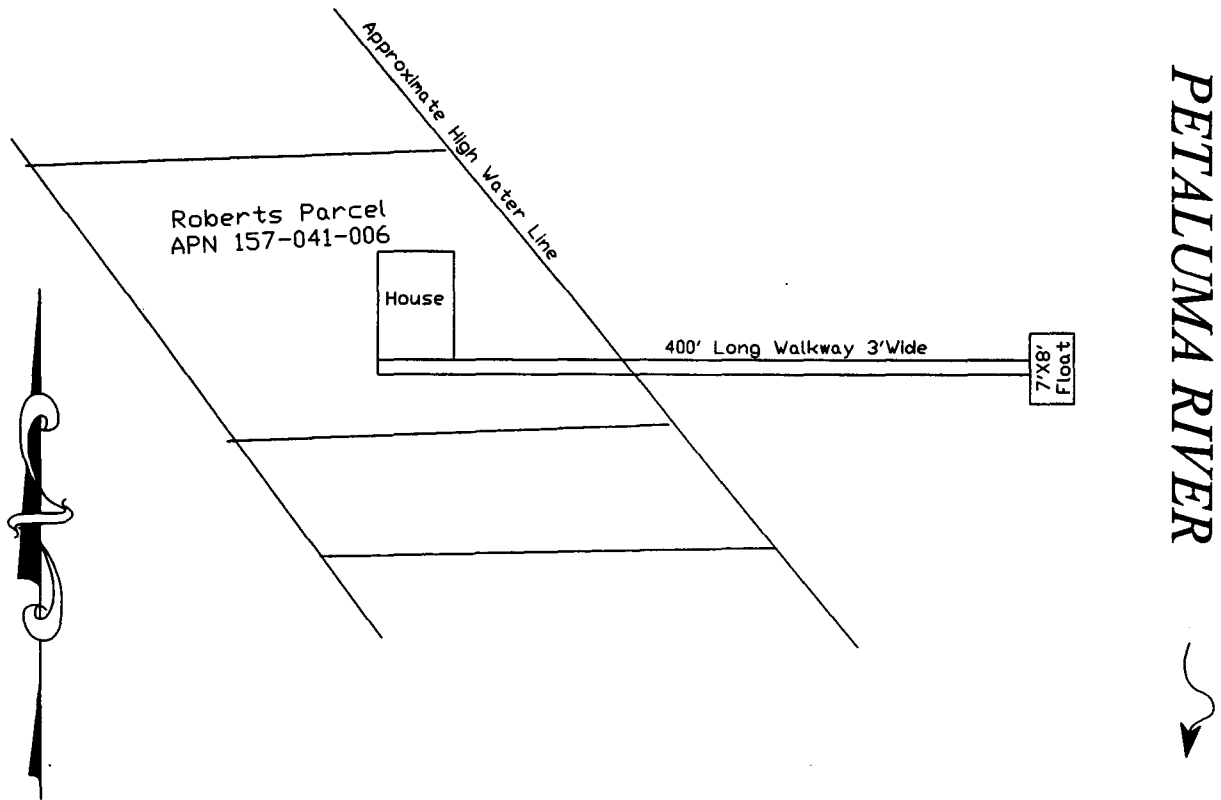 Approximate High Water Line
PETALUMA RIVER
Roberts Parcel
APN 157-041-006
House
400' Long Walkway 3'Wide
7'X8'
Float